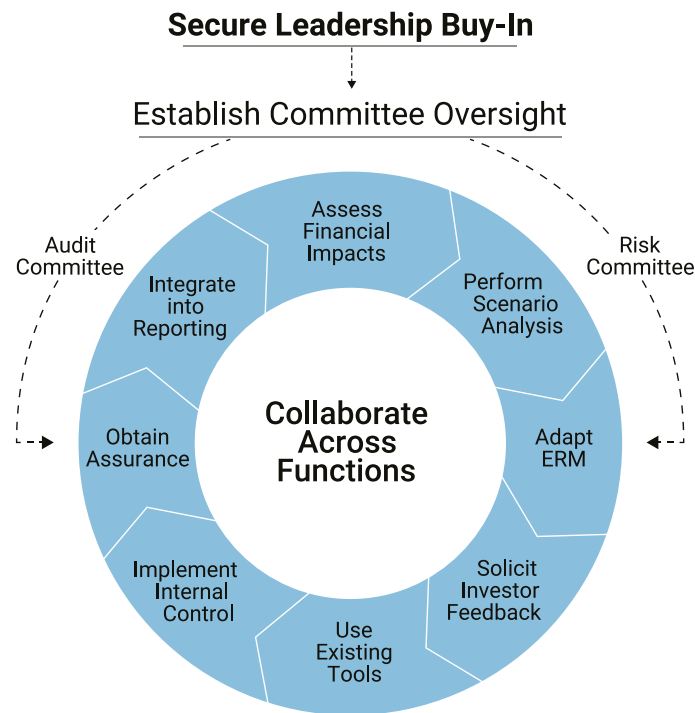 Secure Leadership Buy-In
Establish Committee Oversight
Audit
Committee
Risk
Committee
Assess
Financial
Impacts
Perform
Scenario
Analysis
Adapt
ERM
Solicit
Investor
Feedback
Use
Existing
Tools
Implement
Internal
Control
Obtain
Assurance
Integrate
into
Reporting
Collaborate
Across
Functions